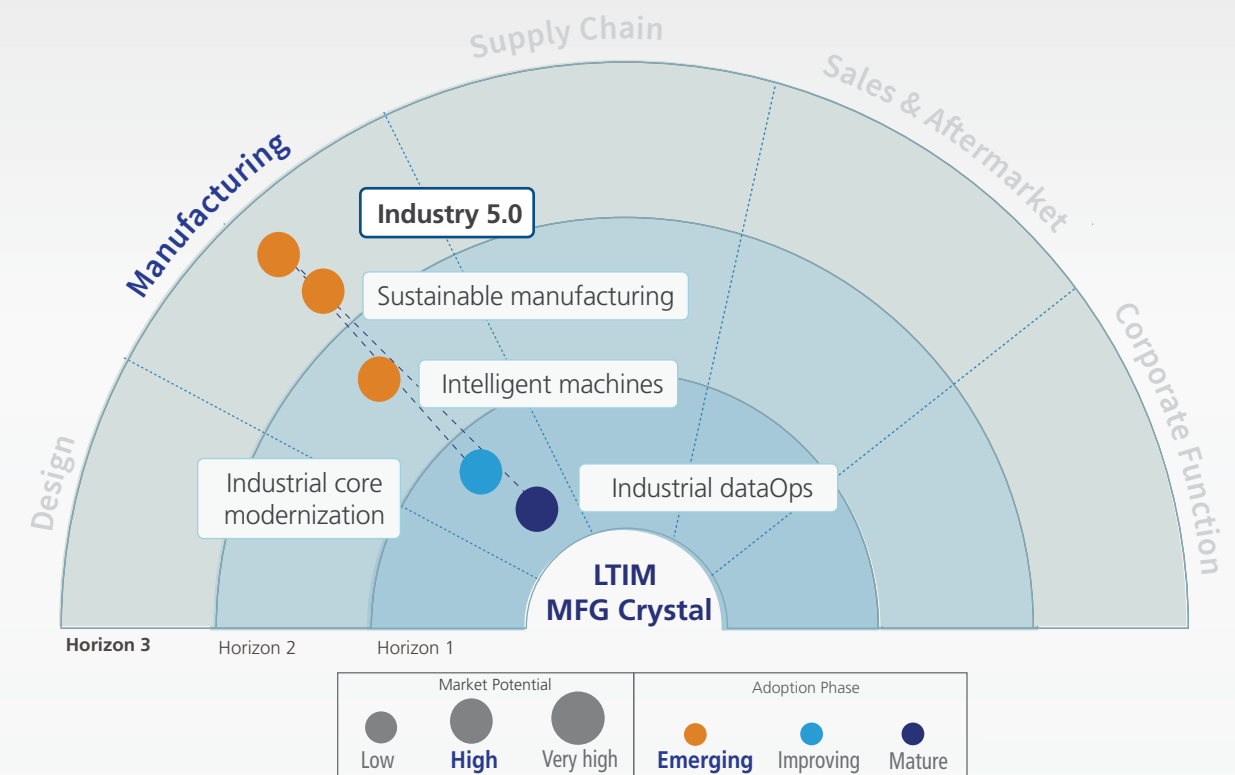 Supply Chain
Sales & Aftermarket
Manufacturing
Industry 5.0
Sustainable manufacturing
Corporate Function
Intelligent machines
Design
Industrial core
modernization
Industrial dataOps
LTIM
MFG Crystal
Horizon 3
Horizon 2
Horizon 1
Market Potential
Adoption Phase
Low
High
Very high
Emerging
Improving
Mature